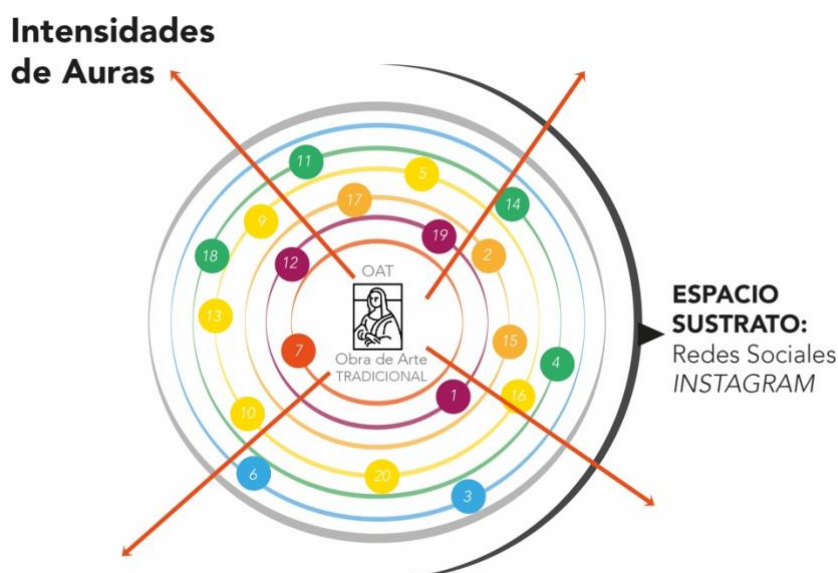 Intensidades
de Auras
11
5
17
14
9
19
18
12
2
OAT
13
7
15
Obra de Arte
TRADICIONAL
4
1
16
10
20
6
3
ESPACIO
SUSTRATO:
Redes Sociales
INSTAGRAM